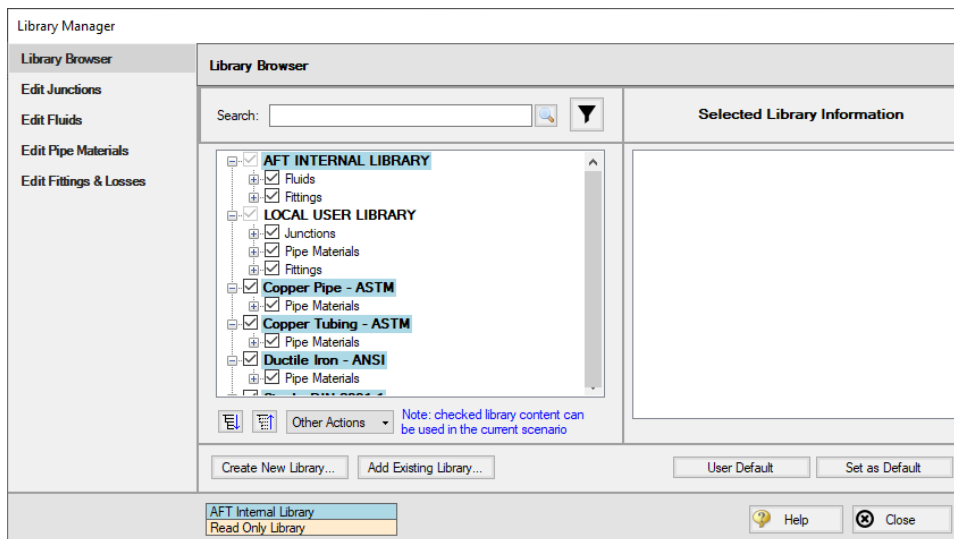 Library Manager
Library Browser
Edit Junctions
Edit Fluids
Edit Pipe Materials
Edit Fittings & Losses
Library Browser
Search:
Selected Library Information
AFT INTERNAL LIBRARY
Fluids
Fittings
LOCAL USER LIBRARY
Junctions
Pipe Materials
Fittings
Copper Pipe - ASTM
Pipe Materials
Copper Tubing - ASTM
Pipe Materials
Ductile Iron - ANSI
Pipe Materials
Other Actions
Note: checked library content can
be used in the current scenario
Create New Library...
Add Existing Library...
User Default
Set as Default
AFT Internal Library
Read Only Library
Help
Close